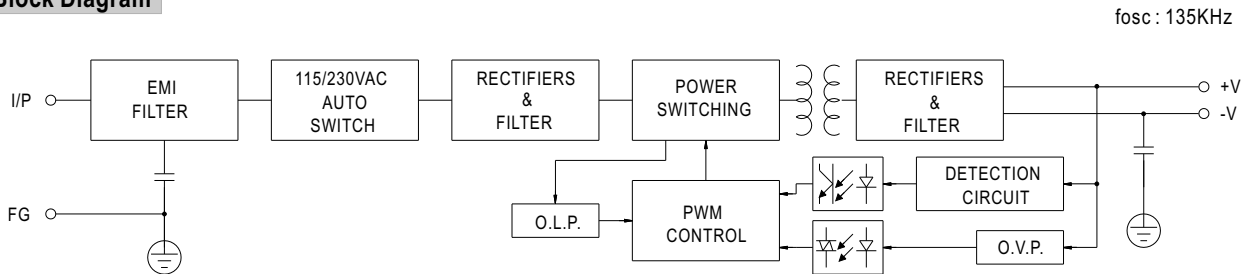 Block Diagram
fosc : 135KHz
I/P
EMI
FILTER
115/230VAC
AUTO
SWITCH
RECTIFIERS
&
FILTER
POWER
SWITCHING
RECTIFIERS
&
FILTER
+V
-V
FG
O.L.P.
PWM
CONTROL
DETECTION
CIRCUIT
O.V.P.